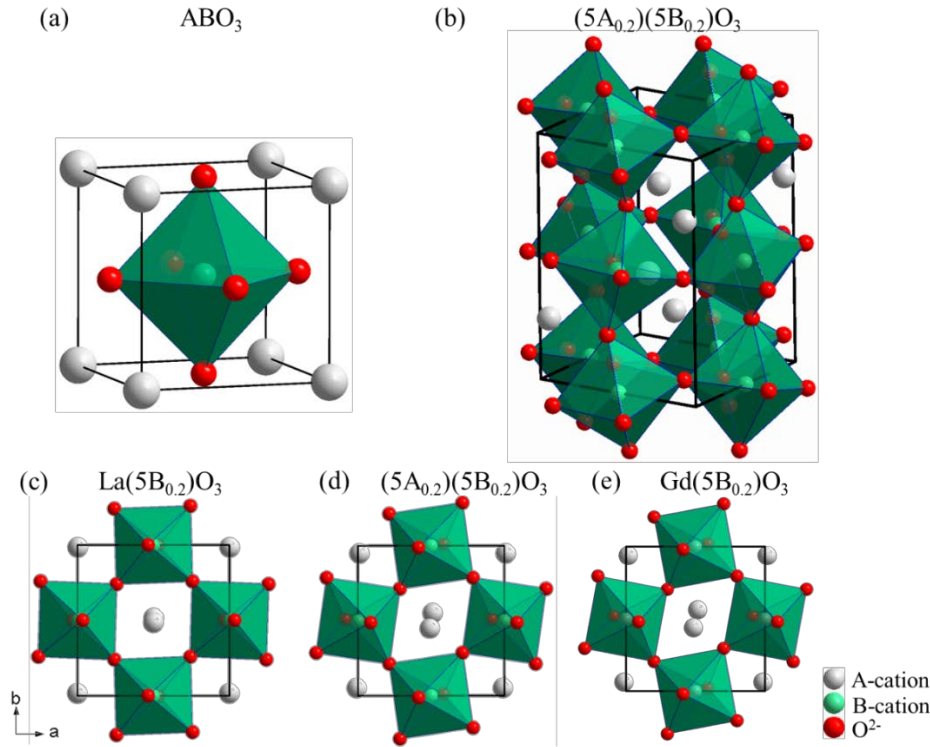 (a) ABO₃
(b) (5A₀.₂)(5B₀.₂)O₃
(c) La(5B₀.₂)O₃
(d) (5A₀.₂)(5B₀.₂)O₃
(e) Gd(5B₀.₂)O₃
b
a
A-cation
B-cation
O²⁻